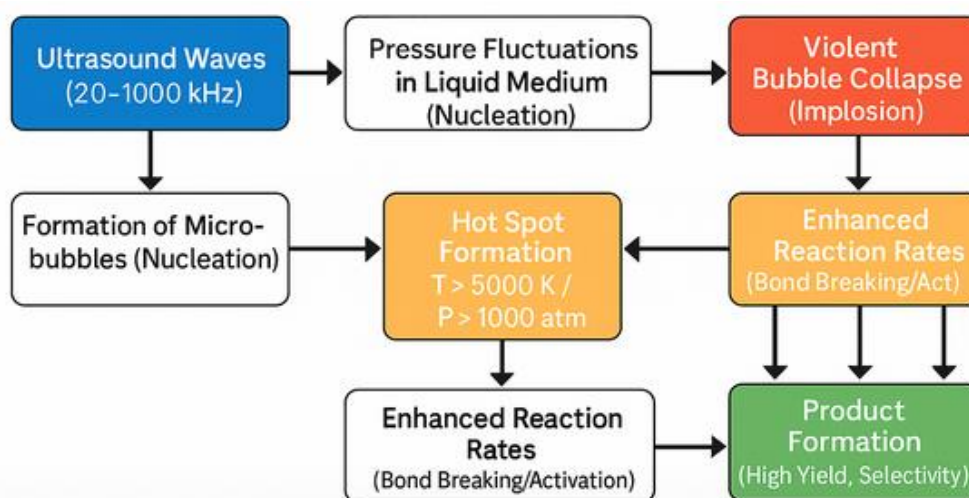 Ultrasound Waves
(20-1000 kHz)
Pressure Fluctuations
in Liquid Medium
(Nucleation)
Violent
Bubble Collapse
(Implosion)
Formation of Micro-
bubbles (Nucleation)
Hot Spot
Formation
T > 5000 K /
P > 1000 atm
Enhanced
Reaction Rates
(Bond Breaking/Act)
Enhanced Reaction
Rates
(Bond Breaking/Activation)
Product
Formation
(High Yield, Selectivity)